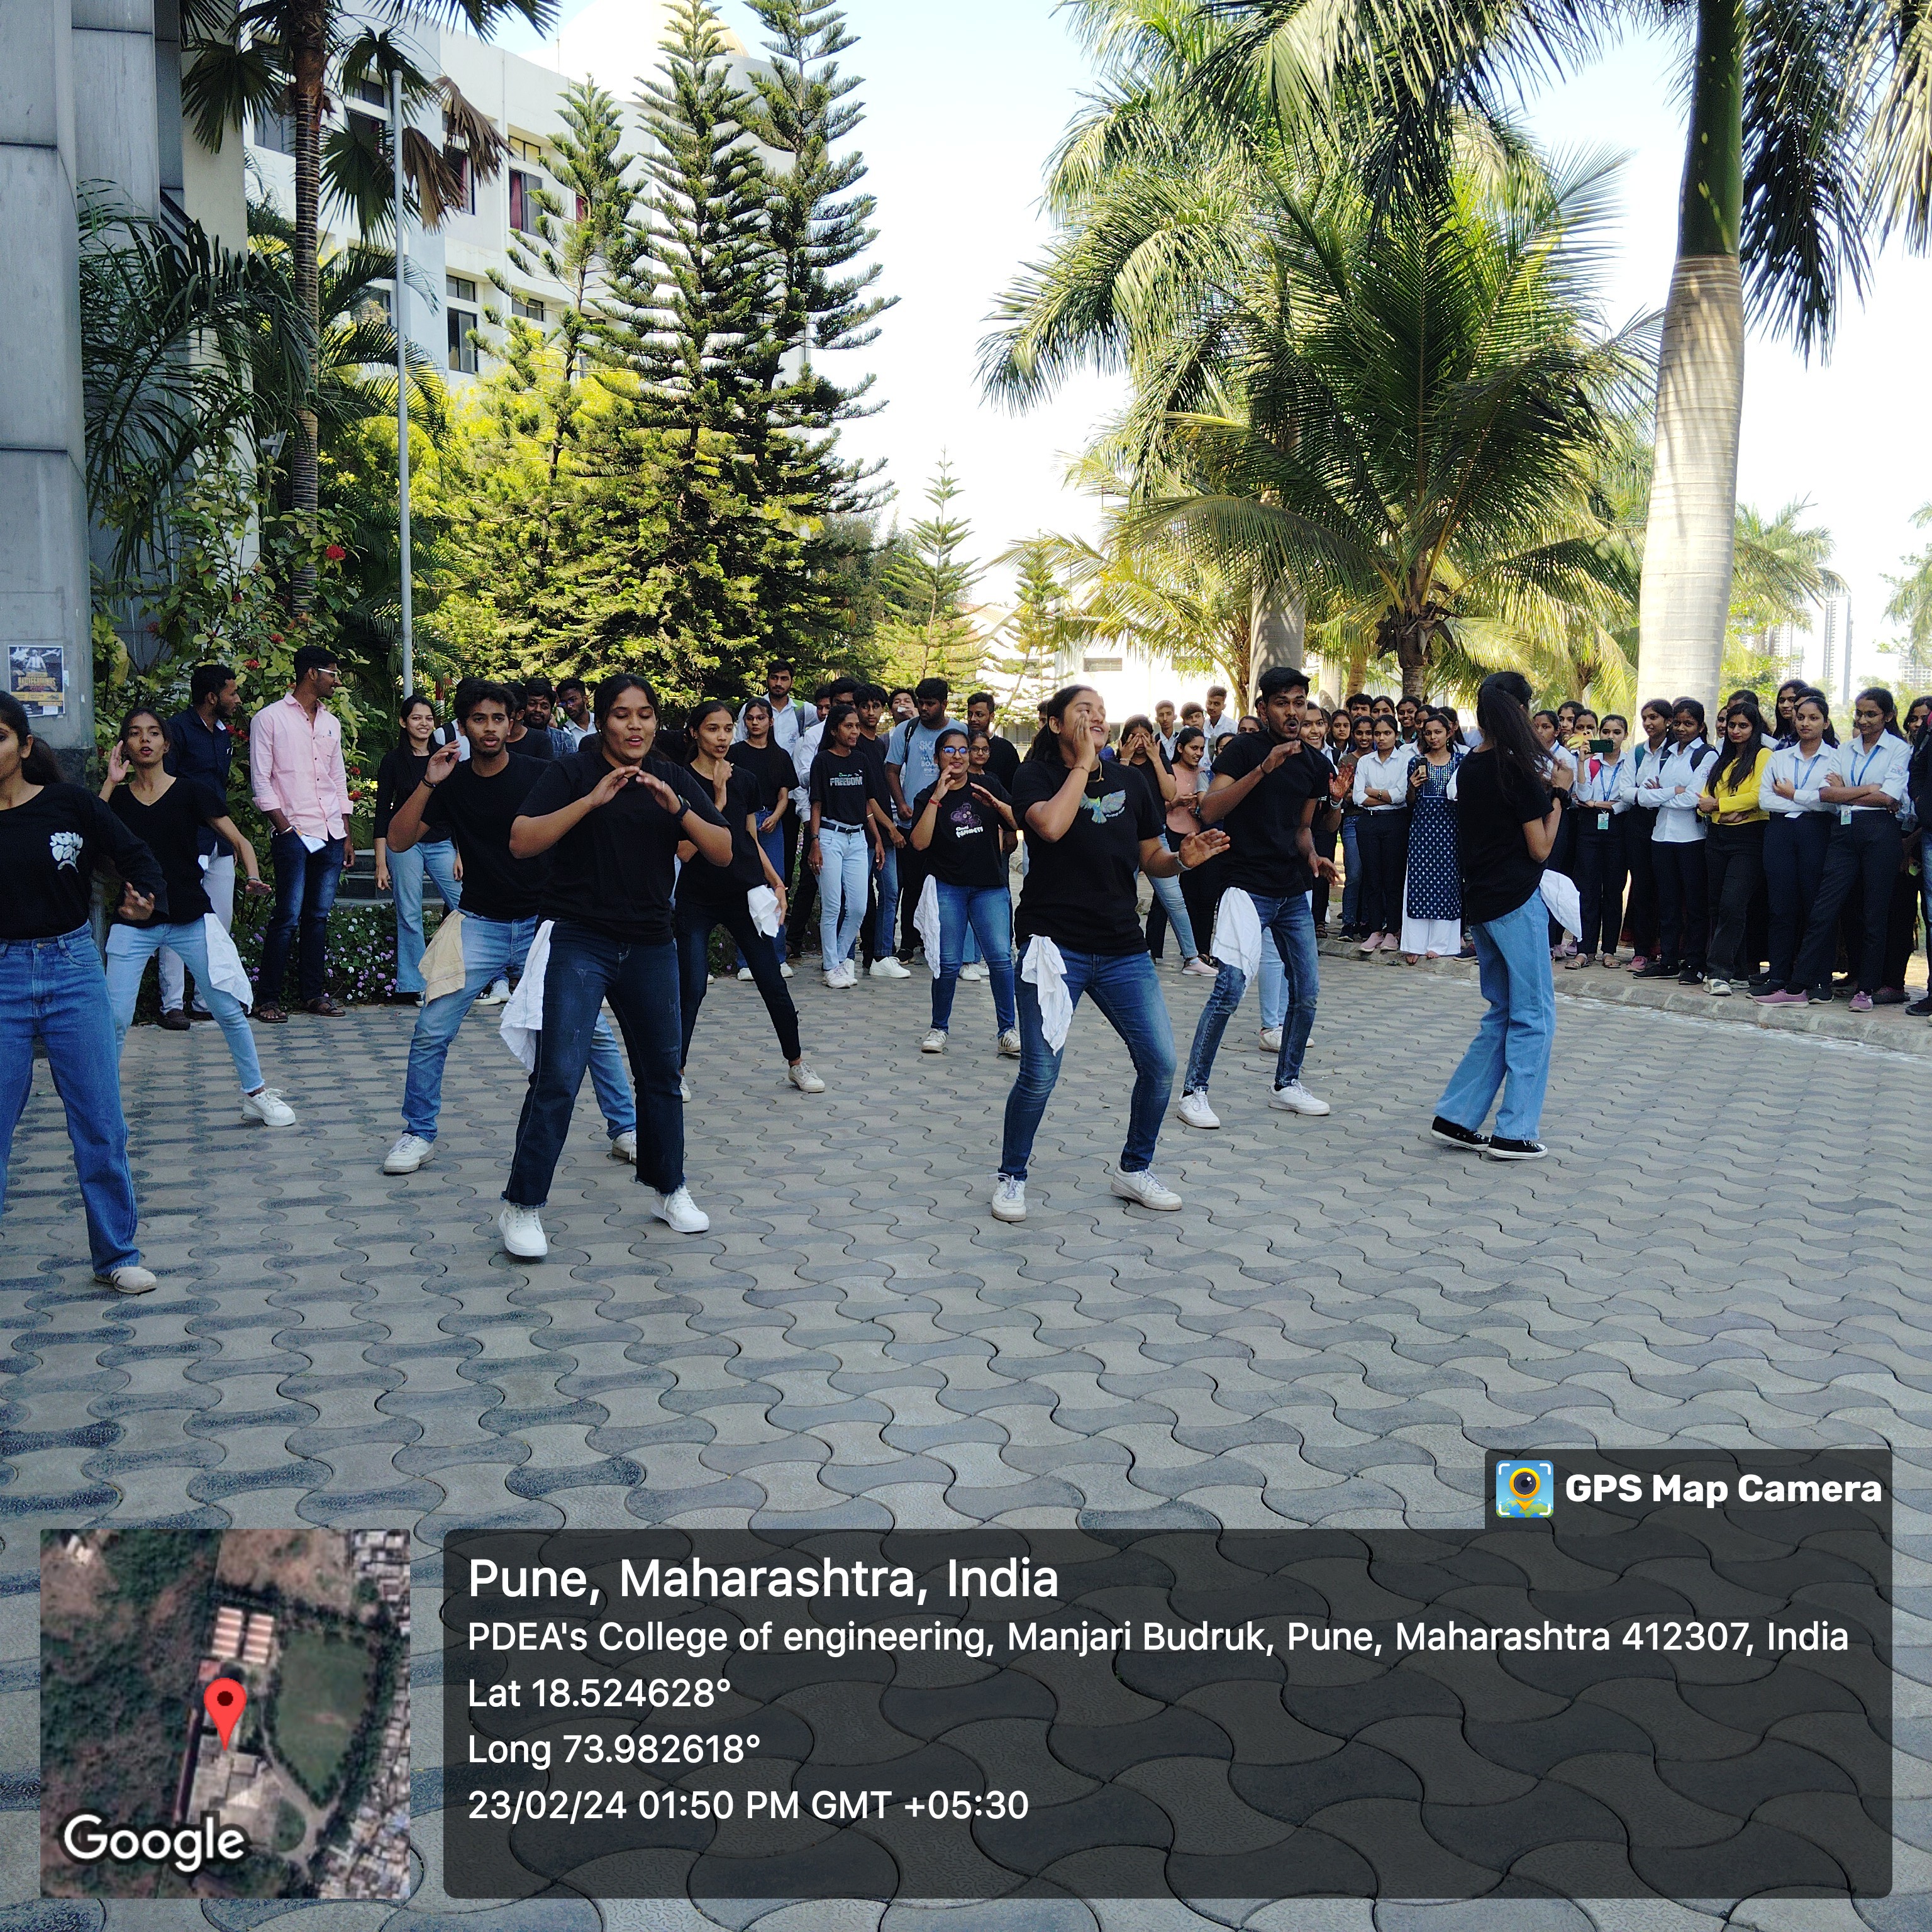 FREEDOM
GPS Map Camera
Pune, Maharashtra, India
PDEA's College of engineering, Manjari Budruk, Pune, Maharashtra 412307, India
Lat 18.524628°
Long 73.982618°
23/02/24 01:50 PM GMT +05:30
Google